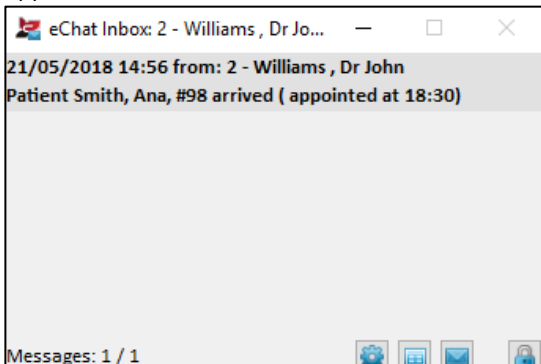 eChat Inbox: 2 - Williams , Dr Jo...
21/05/2018 14:56 from: 2 - Williams , Dr John
Patient Smith, Ana, #98 arrived ( appointed at 18:30)
Messages: 1 / 1